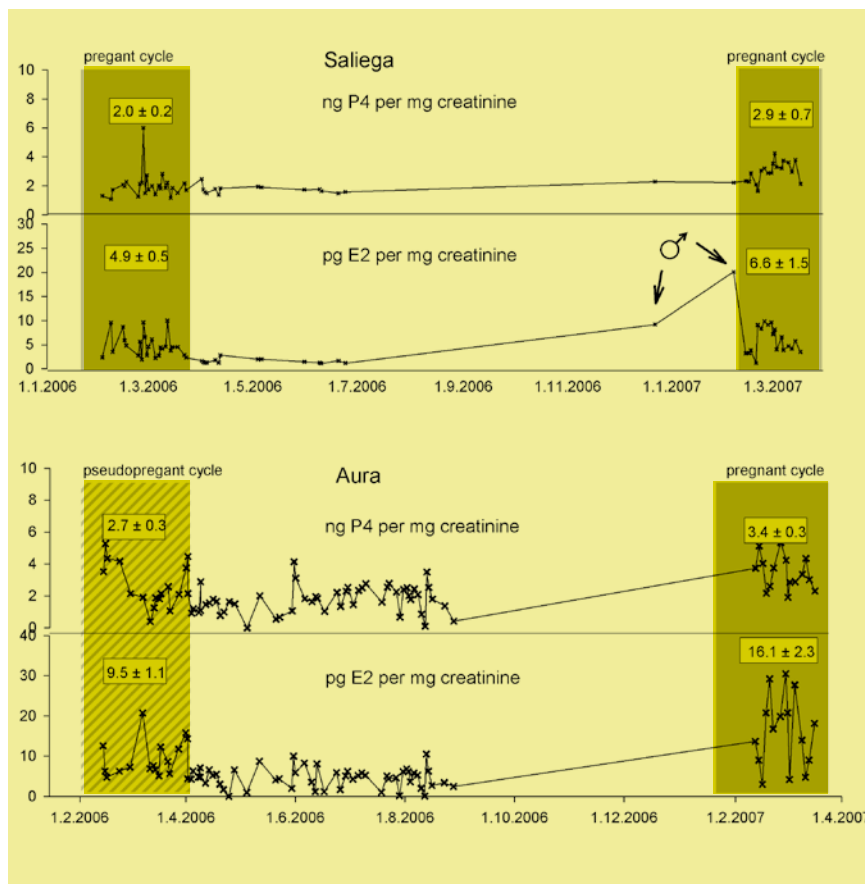 pregant cycle
Saliega
pregnant cycle
10
ng P4 per mg creatinine
8
2.0 ± 0.2
2.9 ± 0.7
6
4
2
0
30
pg E2 per mg creatinine
25
4.9 ± 0.5
♂
6.6 ± 1.5
20
15
10
5
0
1.1.2006 1.3.2006 1.5.2006 1.7.2006 1.9.2006 1.11.2006 1.1.2007 1.3.2007
pseudopregant cycle
Aura
pregnant cycle
10
ng P4 per mg creatinine
8
2.7 ± 0.3
3.4 ± 0.3
6
4
2
0
40
pg E2 per mg creatinine
16.1 ± 2.3
30
9.5 ± 1.1
20
10
0
1.2.2006 1.4.2006 1.6.2006 1.8.2006 1.10.2006 1.12.2006 1.2.2007 1.4.2007